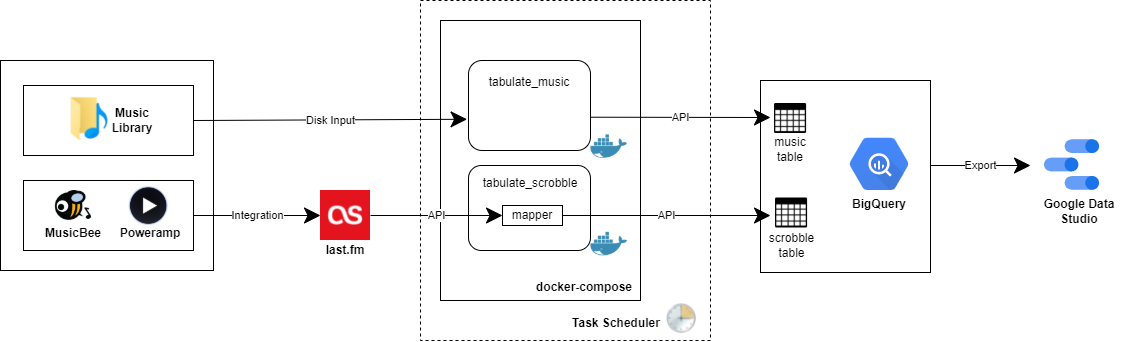 Music
Library
MusicBee
Poweramp
Disk Input
Integration
last.fm
API
tabulate_music
tabulate_scrobble
mapper
docker-compose
Task Scheduler
API
API
music
table
scrobble
table
BigQuery
Export
Google Data
Studio